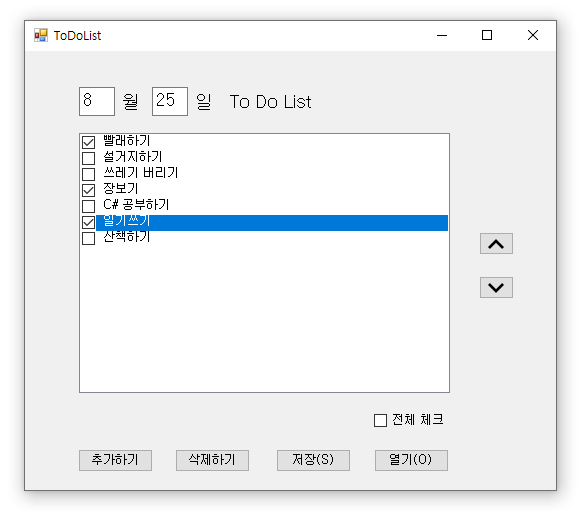 ToDoList
8 월 25 일 To Do List
빨래하기
설거지하기
쓰레기 버리기
장보기
C# 공부하기
일기쓰기
산책하기
전체 체크
추가하기 삭제하기 저장(S) 열기(O)